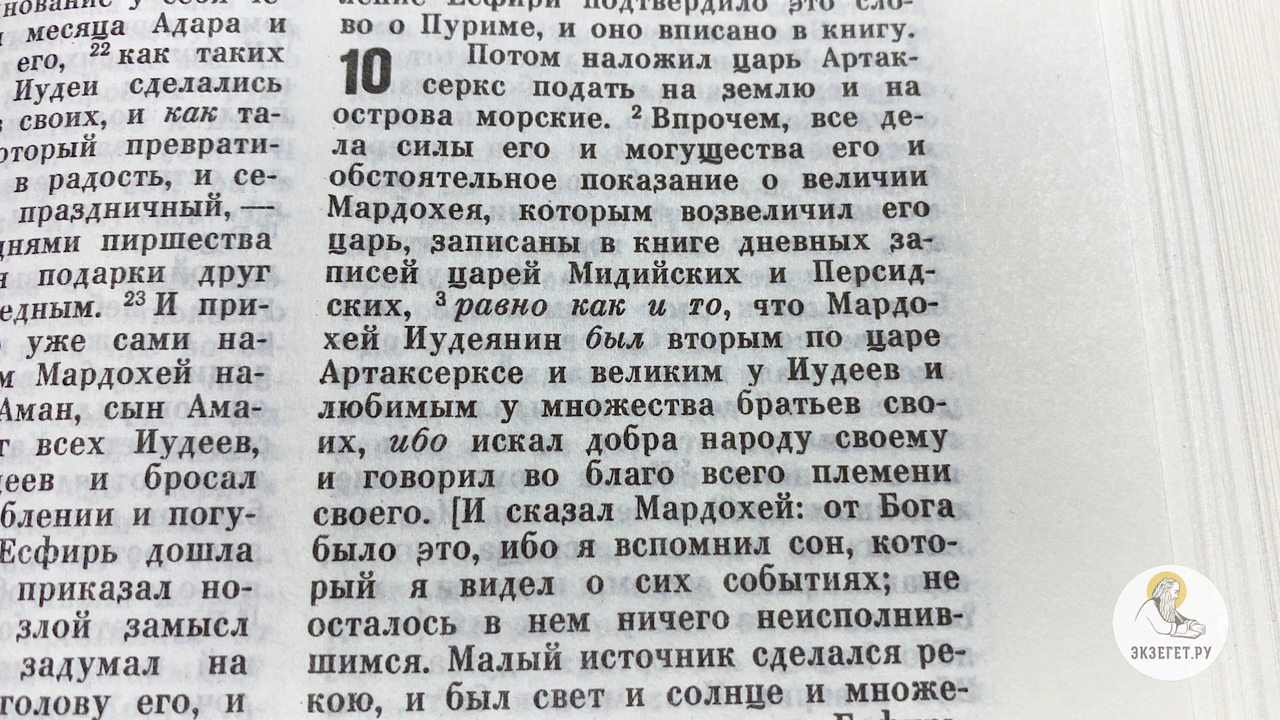 месяца Адара и
его, 22 как таких
Иудеи сделались
своих, и как та-
оторый преврати-
в радость, и се-
праздничный, —
днями пиршества
подарки друг
едным. 23 И при-
уже сами на-
м Мардохей на-
Аман, сын Ама-
всех Иудеев,
деев и бросал
блении и погу-
Есфирь дошла
приказал но-
злой замысл
задумал на
голову его, и
подтвердило это сло-
во о Пуриме, и оно вписано в книгу.
10 Потом наложил царь Артак-
серкс подать на землю и на
острова морские. 2 Впрочем, все де-
ла силы его и могущества его и
обстоятельное показание о величии
Мардохея, которым возвеличил его
царь, записаны в книге дневных за-
писей царей Мидийских и Персид-
ских, 3 равно как и то, что Мардо-
хей Иудеянин был вторым по царе
Артаксерксе и великим у Иудеев и
любимым у множества братьев сво-
их, ибо искал добра народу своему
и говорил во благо всего племени
своего. [И сказал Мардохей: от Бога
было это, ибо я вспомнил сон, кото-
рый я видел о сих событиях; не
осталось в нем ничего неисполнив-
шимся. Малый источник сделался ре-
кою, и был свет и солнце и множе-
ЭКЗЕГЕТ.РУ